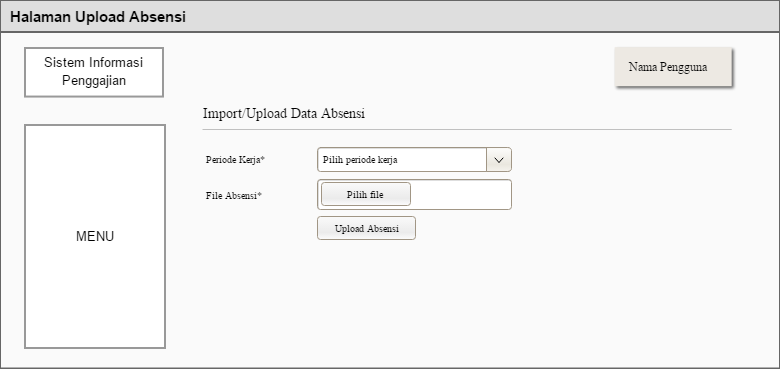 Halaman Upload Absensi
Sistem Informasi
Penggajian
Nama Pengguna
Import/Upload Data Absensi
Periode Kerja*
Pilih periode kerja
File Absensi*
Pilih file
Upload Absensi
MENU